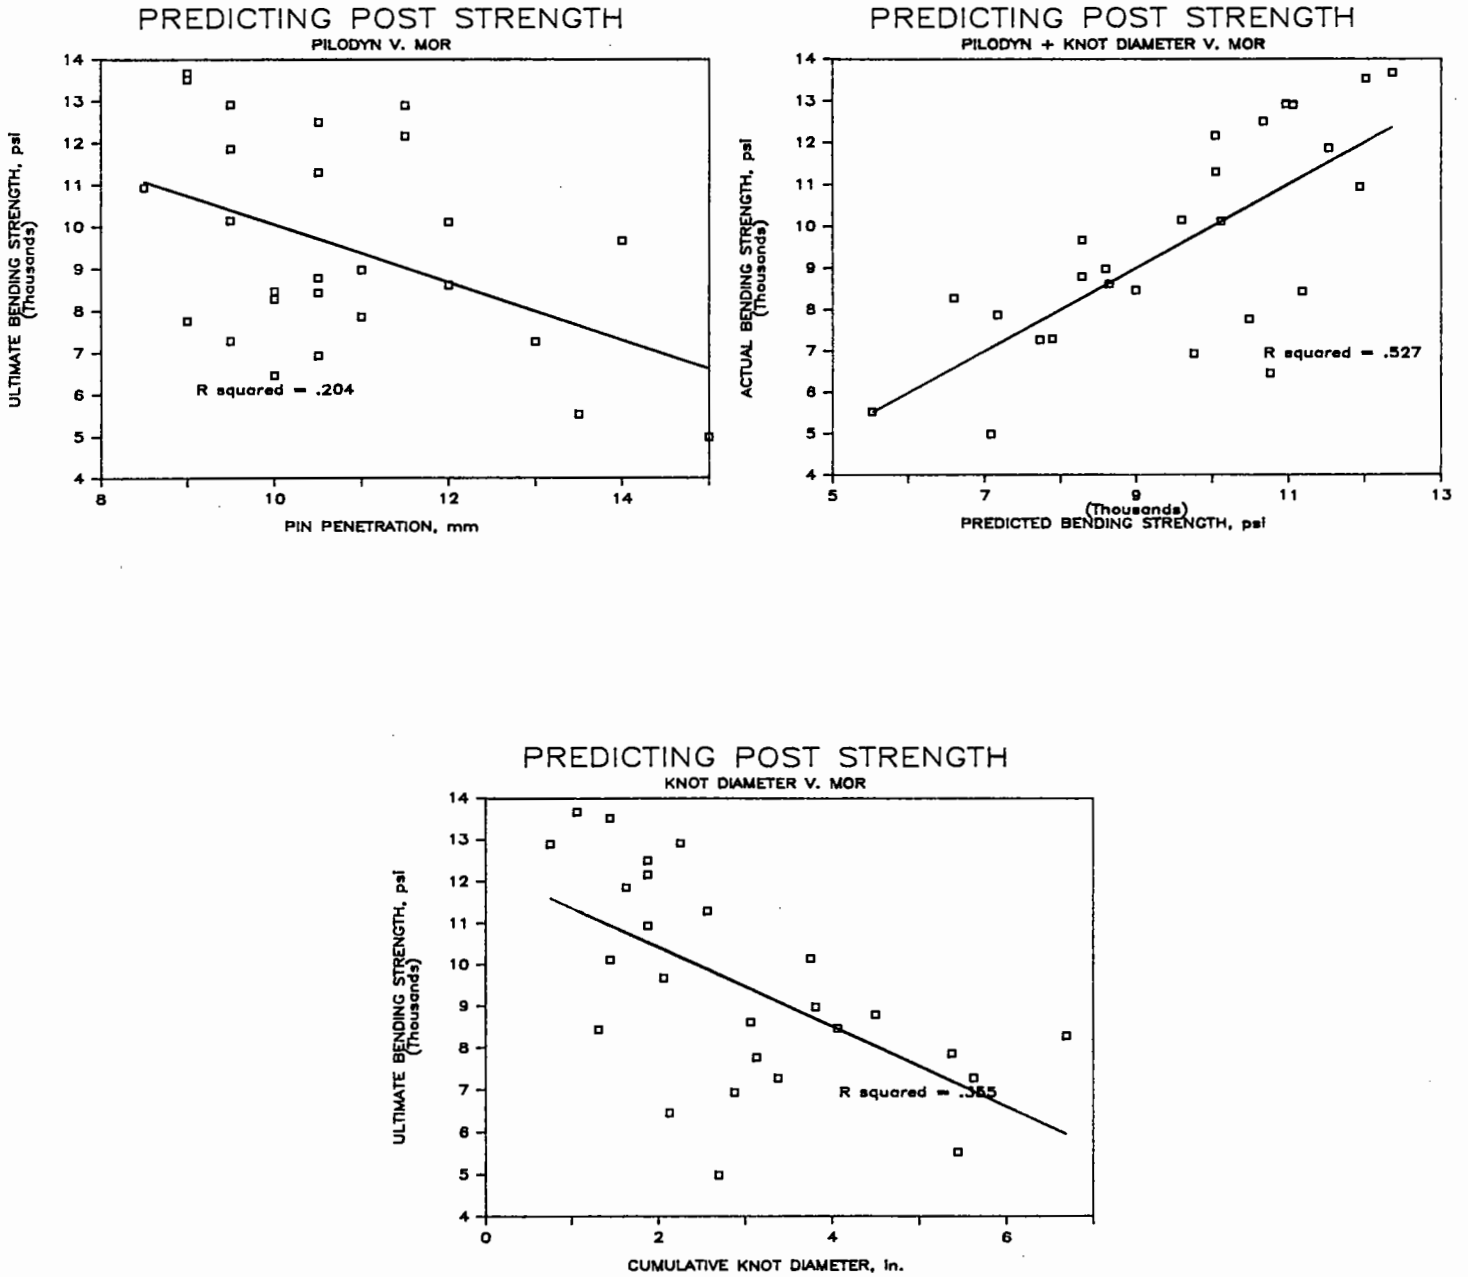 PREDICTING POST STRENGTH
PILODYN V. MOR
ULTIMATE BENDING STRENGTH, psi
(Thousands)
14
13
12
11
10
9
8
7
6
5
4
R squared = .204
8
10
12
14
PIN PENETRATION, mm
PREDICTING POST STRENGTH
PILODYN + KNOT DIAMETER V. MOR
ACTUAL BENDING STRENGTH, psi
(Thousands)
14
13
12
11
10
9
8
7
6
5
4
R squared = .527
5
7
9
11
13
(Thousands)
PREDICTED BENDING STRENGTH, psi
PREDICTING POST STRENGTH
KNOT DIAMETER V. MOR
ULTIMATE BENDING STRENGTH, psi
(Thousands)
14
13
12
11
10
9
8
7
6
5
4
R squared = .355
0
2
4
6
CUMULATIVE KNOT DIAMETER, in.